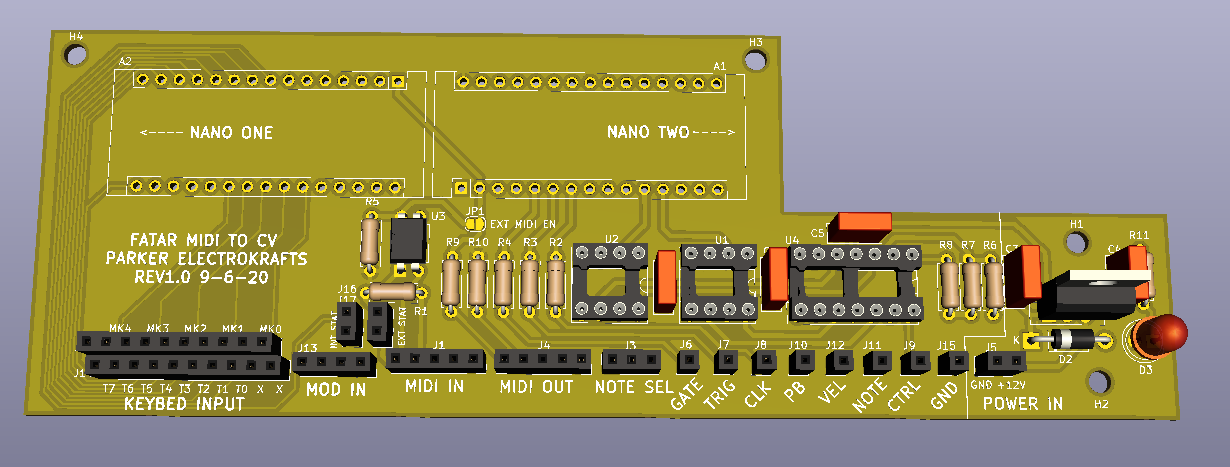 H4
H3
A2
A1
<---- NANO ONE
NANO TWO---->
R5
U3
JP1
EXT MIDI EN
FATAR MIDI TO CV
PARKER ELECTROKRAFTS
REV1.0 9-6-20
R9 R10 R4 R3 R2
U2
U1
U4
C5
H1
R8 R7 R6
C7
R11
J16
J17
R1
EXT STAT
MK4 MK3 MK2 MK1 MK0
J13
J1
J4
J3
J6
J7
J8
J10
J12
J11
J9
J15
J5
K
D2
D3
T7 T6 T5 T4 T3 T2 T1 T0 X X
KEYBED INPUT
MOD IN
MIDI IN
MIDI OUT
NOTE SEL
GATE
TRIG
CLK
PB
VEL
NOTE
CTRL
GND
GND +12V
POWER IN
H2